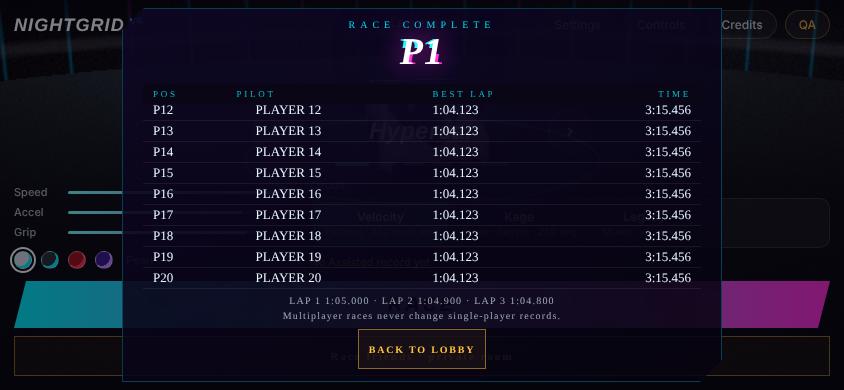 NIGHTGRID
RACE COMPLETE
Settings
Controls
Credits
QA
P1
POS PILOT BEST LAP TIME
P12 PLAYER 12 1:04.123 3:15.456
P13 PLAYER 13 1:04.123 3:15.456
P14 PLAYER 14 1:04.123 3:15.456
P15 PLAYER 15 1:04.123 3:15.456
P16 PLAYER 16 1:04.123 3:15.456
P17 PLAYER 17 1:04.123 3:15.456
P18 PLAYER 18 1:04.123 3:15.456
P19 PLAYER 19 1:04.123 3:15.456
P20 PLAYER 20 1:04.123 3:15.456
Speed
Accel
Grip
Velocity
Kage
LAP 1 1:05.000 · LAP 2 1:04.900 · LAP 3 1:04.800
Multiplayer races never change single-player records.
BACK TO LOBBY